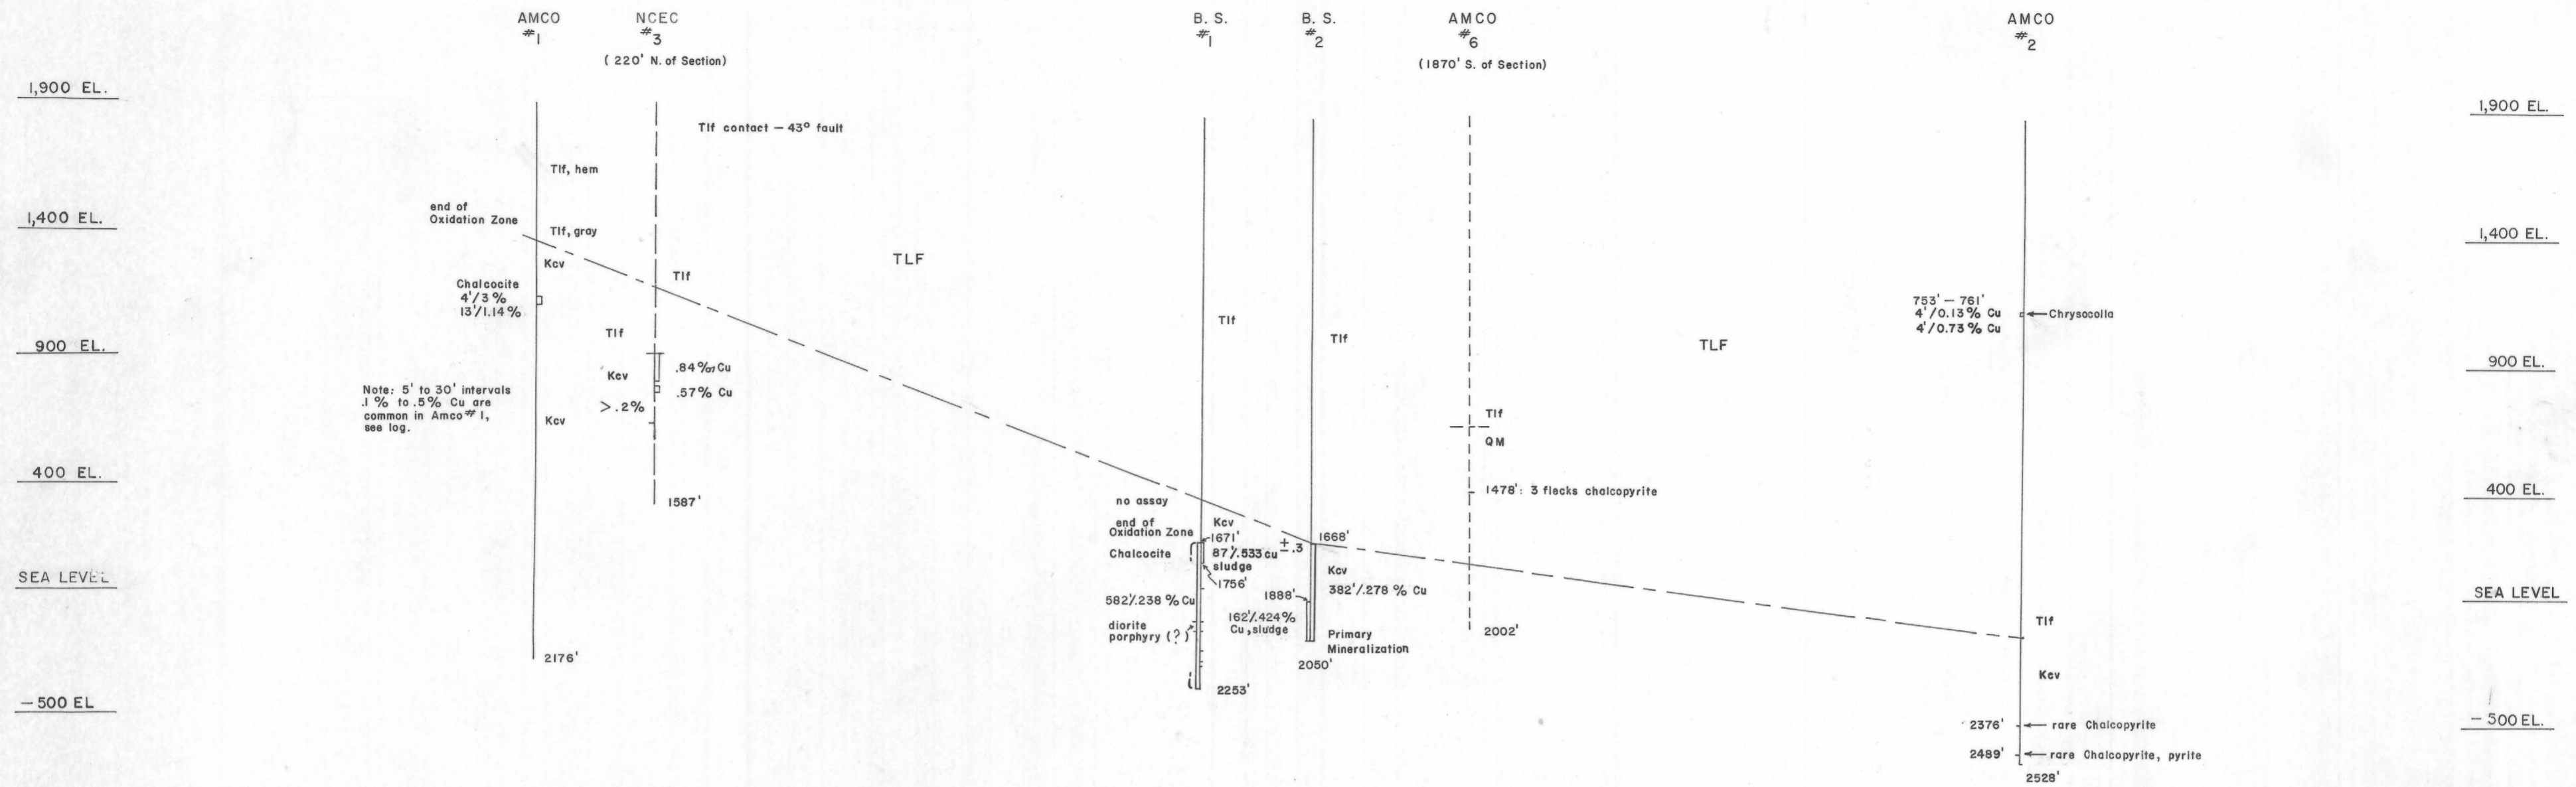 AMCO
#1
NCEC
#3
( 220' N. of Section)
B. S.
#1
B. S.
#2
AMCO
#6
(1870' S. of Section)
AMCO
#2
1,900 EL.
1,400 EL.
900 EL.
400 EL.
SEA LEVEL
-500 EL
Tlf contact - 43° fault
Tlf, hem
end of
Oxidation Zone
Tlf, gray
Kcv
Chalcocite
4'/3%
13'/1.14%
Note: 5' to 30' intervals
.1% to .5% Cu are
common in Amco #1,
see log.
Kcv
2176'
Tlf
Tlf
Kcv
.84% Cu
.57% Cu
>.2%
1587'
TLF
Tlf
no assay
end of
Oxidation Zone
Kcv
1671'
Chalcocite
87'/.533 cu
sludge
± .3
1756'
582'/.238 % Cu
diorite
porphyry (?)
2253'
Tlf
1668'
Kcv
382'/.278 % Cu
1888'
162'/.424%
Cu, sludge
Primary
Mineralization
2050'
Tlf
QM
1478': 3 flecks chalcopyrite
2002'
TLF
753' - 761'
4'/0.13% Cu
4'/0.73% Cu
Chrysocolla
Tlf
Kcv
2376'
rare Chalcopyrite
2489'
rare Chalcopyrite, pyrite
2528'
1,900 EL.
1,400 EL.
900 EL.
400 EL.
SEA LEVEL
-500 EL.